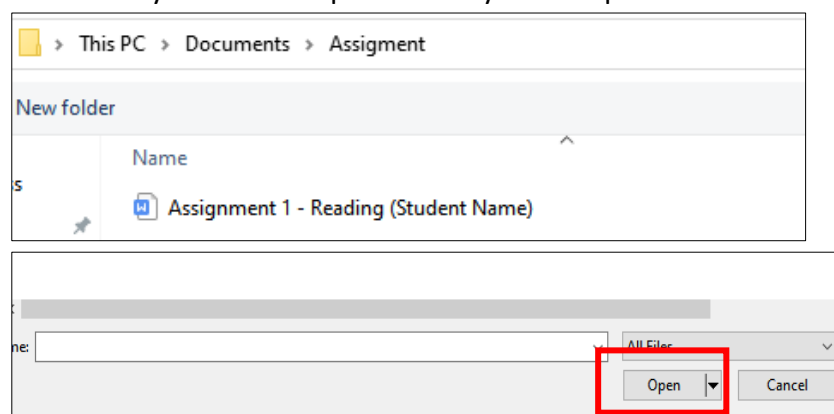 This PC > Documents > Assigment
New folder
Name
Assignment 1 - Reading (Student Name)
All Files
Open
Cancel